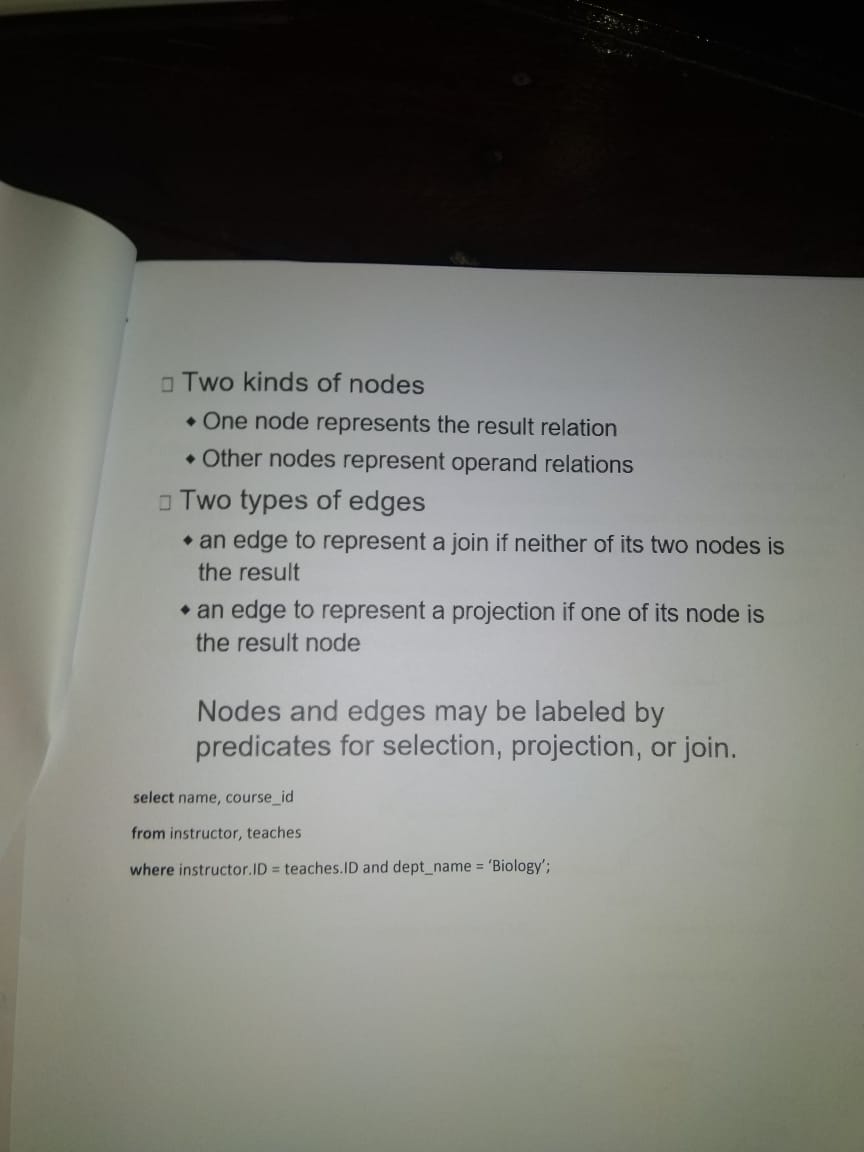 Two kinds of nodes
◆ One node represents the result relation
◆ Other nodes represent operand relations
Two types of edges
◆ an edge to represent a join if neither of its two nodes is
the result
◆ an edge to represent a projection if one of its node is
the result node
Nodes and edges may be labeled by
predicates for selection, projection, or join.
select name, course_id
from instructor, teaches
where instructor.ID = teaches.ID and dept_name = ‘Biology’;